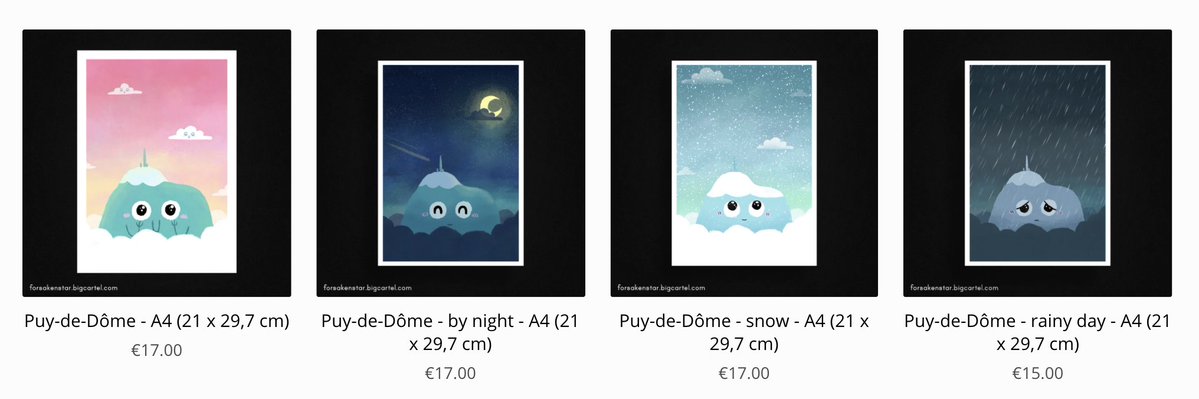 forsakenstar.bigcartel.com
Puy-de-Dôme - A4 (21 x 29,7 cm)
€17.00
forsakenstar.bigcartel.com
Puy-de-Dôme - by night - A4 (21
x 29,7 cm)
€17.00
forsakenstar.bigcartel.com
Puy-de-Dôme - snow - A4 (21 x
29,7 cm)
€17.00
forsakenstar.bigcartel.com
Puy-de-Dôme - rainy day - A4 (21
x 29,7 cm)
€15.00